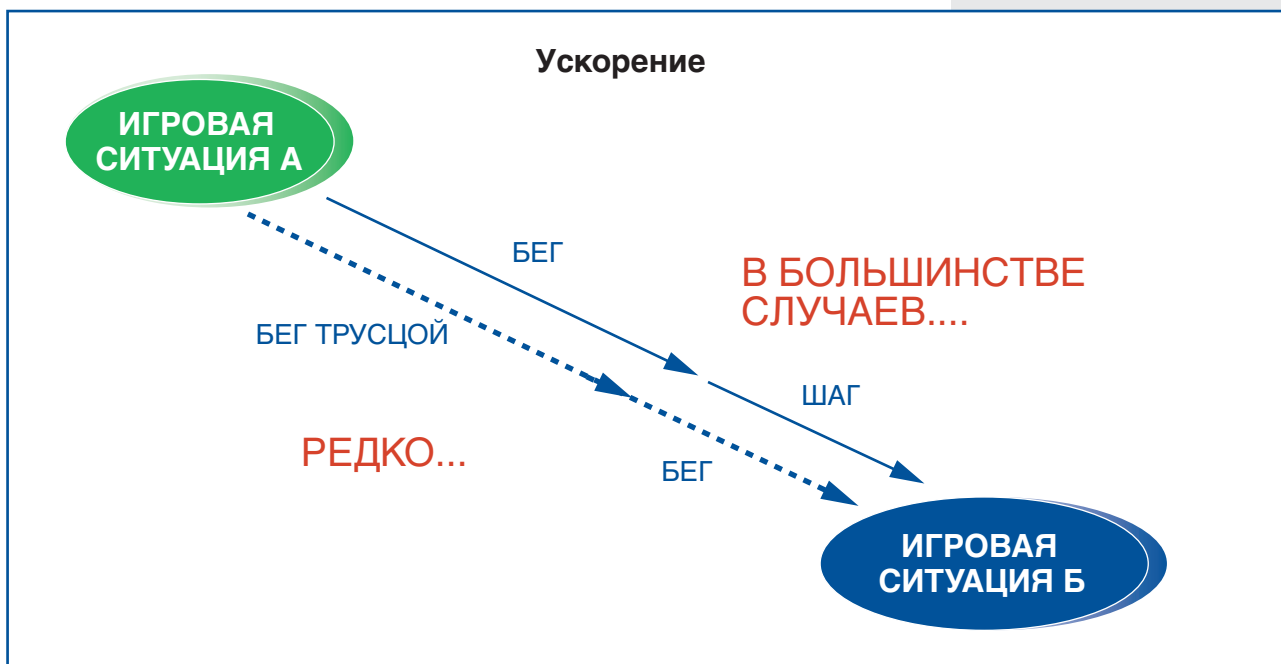 Ускорение
ИГРОВАЯ
СИТУАЦИЯ А
БЕГ
В БОЛЬШИНСТВЕ
СЛУЧАЕВ....
БЕГ ТРУСЦОЙ
ШАГ
РЕДКО...
БЕГ
ИГРОВАЯ
СИТУАЦИЯ Б